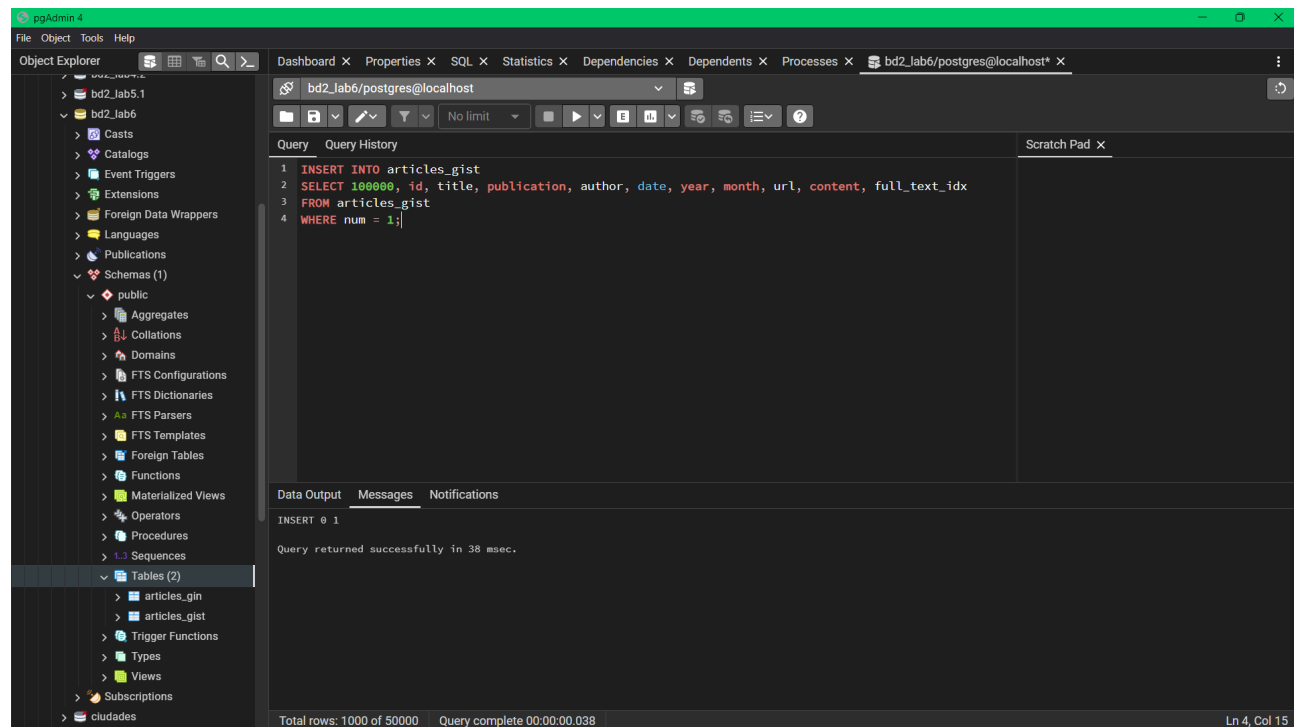 pgAdmin 4
File Object Tools Help
Object Explorer
Dashboard Properties SQL Statistics Dependencies Dependents Processes bd2_lab6/postgres@localhost*
bd2_lab4.2
bd2_lab5.1
bd2_lab6
Casts
Catalogs
Event Triggers
Extensions
Foreign Data Wrappers
Languages
Publications
Schemas (1)
public
Aggregates
Collations
Domains
FTS Configurations
FTS Dictionaries
Aa FTS Parsers
FTS Templates
Foreign Tables
Functions
Materialized Views
Operators
Procedures
1..3 Sequences
Tables (2)
articles_gin
articles_gist
Trigger Functions
Types
Views
Subscriptions
ciudades
bd2_lab6/postgres@localhost
No limit
E
Query Query History
Scratch Pad
1 INSERT INTO articles_gist
2 SELECT 100000, id, title, publication, author, date, year, month, url, content, full_text_idx
3 FROM articles_gist
4 WHERE num = 1;
Data Output Messages Notifications
INSERT 0 1
Query returned successfully in 38 msec.
Total rows: 1000 of 50000 Query complete 00:00:00.038 Ln 4, Col 15